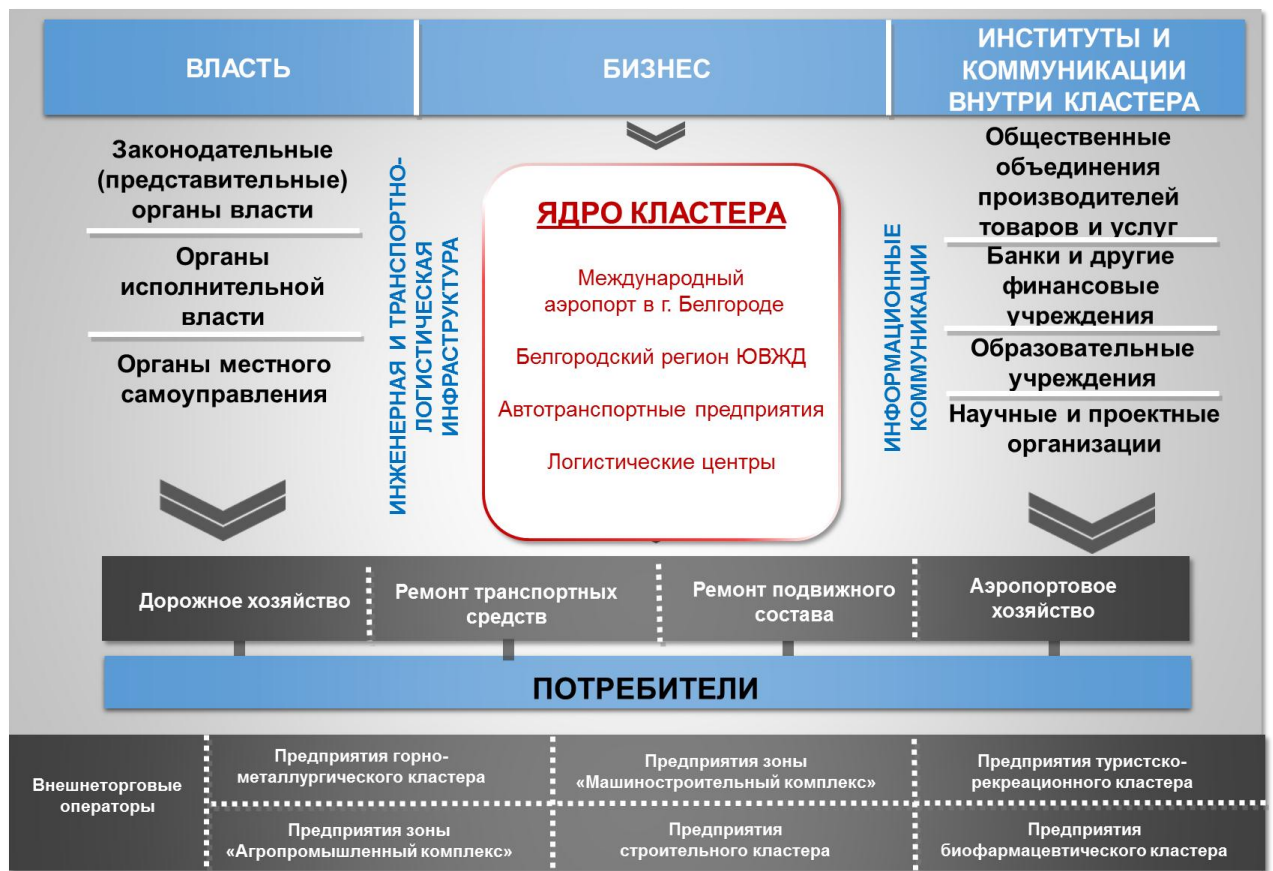 ВЛАСТЬ
БИЗНЕС
ИНСТИТУТЫ И
КОММУНИКАЦИИ
ВНУТРИ КЛАСТЕРА
Законодательные
(представительные)
органы власти
Органы
исполнительной
власти
Органы местного
самоуправления
ИНЖЕНЕРНАЯ И ТРАНСПОРТНО-
ЛОГИСТИЧЕСКАЯ
ИНФРАСТРУКТУРА
ЯДРО КЛАСТЕРА
Международный
аэропорт в г. Белгороде
Белгородский регион ЮВЖД
Автотранспортные предприятия
Логистические центры
ИНФОРМАЦИОННЫЕ
КОММУНИКАЦИИ
Общественные
объединения
производителей
товаров и услуг
Банки и другие
финансовые
учреждения
Образовательные
учреждения
Научные и проектные
организации
Дорожное хозяйство
Ремонт транспортных
средств
Ремонт подвижного
состава
Аэропортовое
хозяйство
ПОТРЕБИТЕЛИ
Внешнеторговые
операторы
Предприятия горно-
металлургического кластера
Предприятия зоны
«Машиностроительный комплекс»
Предприятия туристско-
рекреационного кластера
Предприятия зоны
«Агропромышленный комплекс»
Предприятия
строительного кластера
Предприятия
биофармацевтического кластера